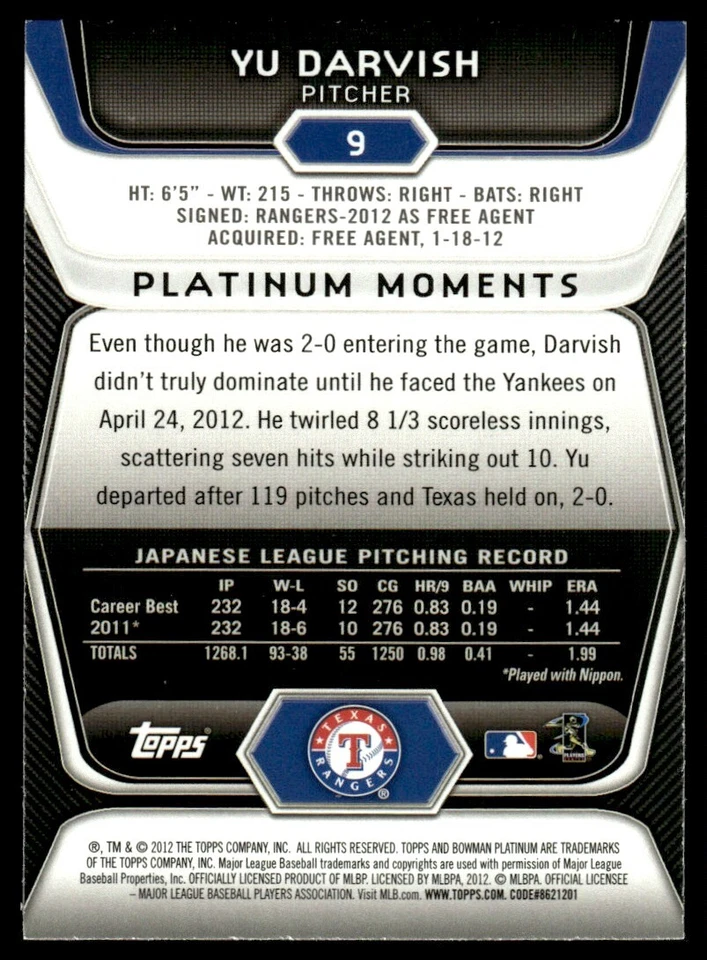 YU DARVISH
PITCHER
9
HT: 6'5" - WT: 215 - THROWS: RIGHT - BATS: RIGHT
SIGNED: RANGERS-2012 AS FREE AGENT
ACQUIRED: FREE AGENT, 1-18-12
PLATINUM MOMENTS
Even though he was 2-0 entering the game, Darvish
didn't truly dominate until he faced the Yankees on
April 24, 2012. He twirled 8 1/3 scoreless innings,
scattering seven hits while striking out 10. Yu
departed after 119 pitches and Texas held on, 2-0.
JAPANESE LEAGUE PITCHING RECORD
IP W-L SO CG HR/9 BAA WHIP ERA
Career Best 232 18-4 12 276 0.83 0.19 - 1.44
2011* 232 18-6 10 276 0.83 0.19 - 1.44
TOTALS 1268.1 93-38 55 1250 0.98 0.41 - 1.99
*Played with Nippon.
topps®
TEXAS
T
RANGERS
®
®, TM & © 2012 THE TOPPS COMPANY, INC. ALL RIGHTS RESERVED. TOPPS AND BOWMAN PLATINUM ARE TRADEMARKS
OF THE TOPPS COMPANY, INC. Major League Baseball trademarks and copyrights are used with permission of Major League
Baseball Properties, Inc. OFFICIALLY LICENSED PRODUCT OF MLBP. LICENSED BY MLBPA, 2012. © MLBPA. OFFICIAL LICENSEE
– MAJOR LEAGUE BASEBALL PLAYERS ASSOCIATION. Visit MLB.com. WWW.TOPPS.COM. CODE#8621201